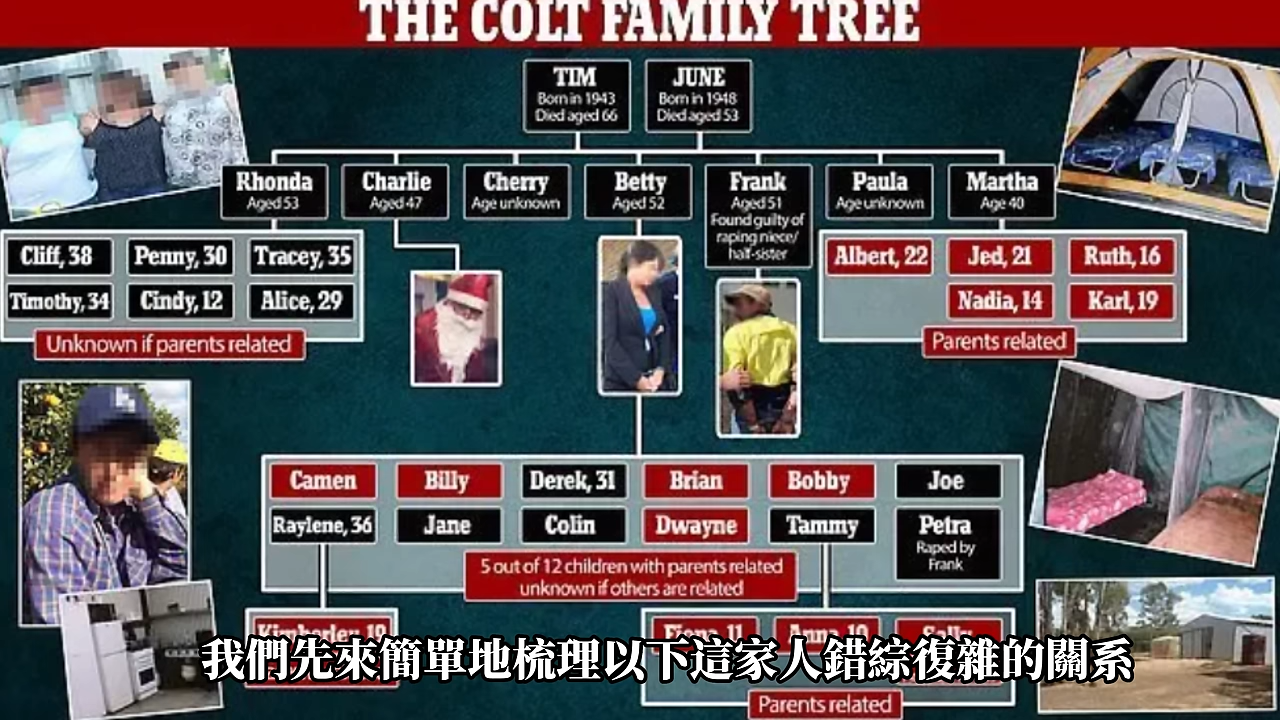 THE COLT FAMILY TREE
TIM
Born in 1943
Died aged 66
JUNE
Born in 1948
Died aged 53
Rhonda
Aged 53
Charlie
Aged 47
Cherry
Age unknown
Betty
Aged 52
Frank
Aged 51
Found guilty of
raping niece/
half-sister
Paula
Age unknown
Martha
Age 40
Cliff, 38
Penny, 30
Tracey, 35
Timothy, 34
Cindy, 12
Alice, 29
Unknown if parents related
Albert, 22
Jed, 21
Ruth, 16
Nadia, 14
Karl, 19
Parents related
Camen
Billy
Derek, 31
Brian
Bobby
Joe
Raylene, 36
Jane
Colin
Dwayne
Tammy
Petra
Raped by
Frank
5 out of 12 children with parents related
unknown if others are related
我們先來簡單地梳理以下這家人錯綜復雜的關系
Parents related